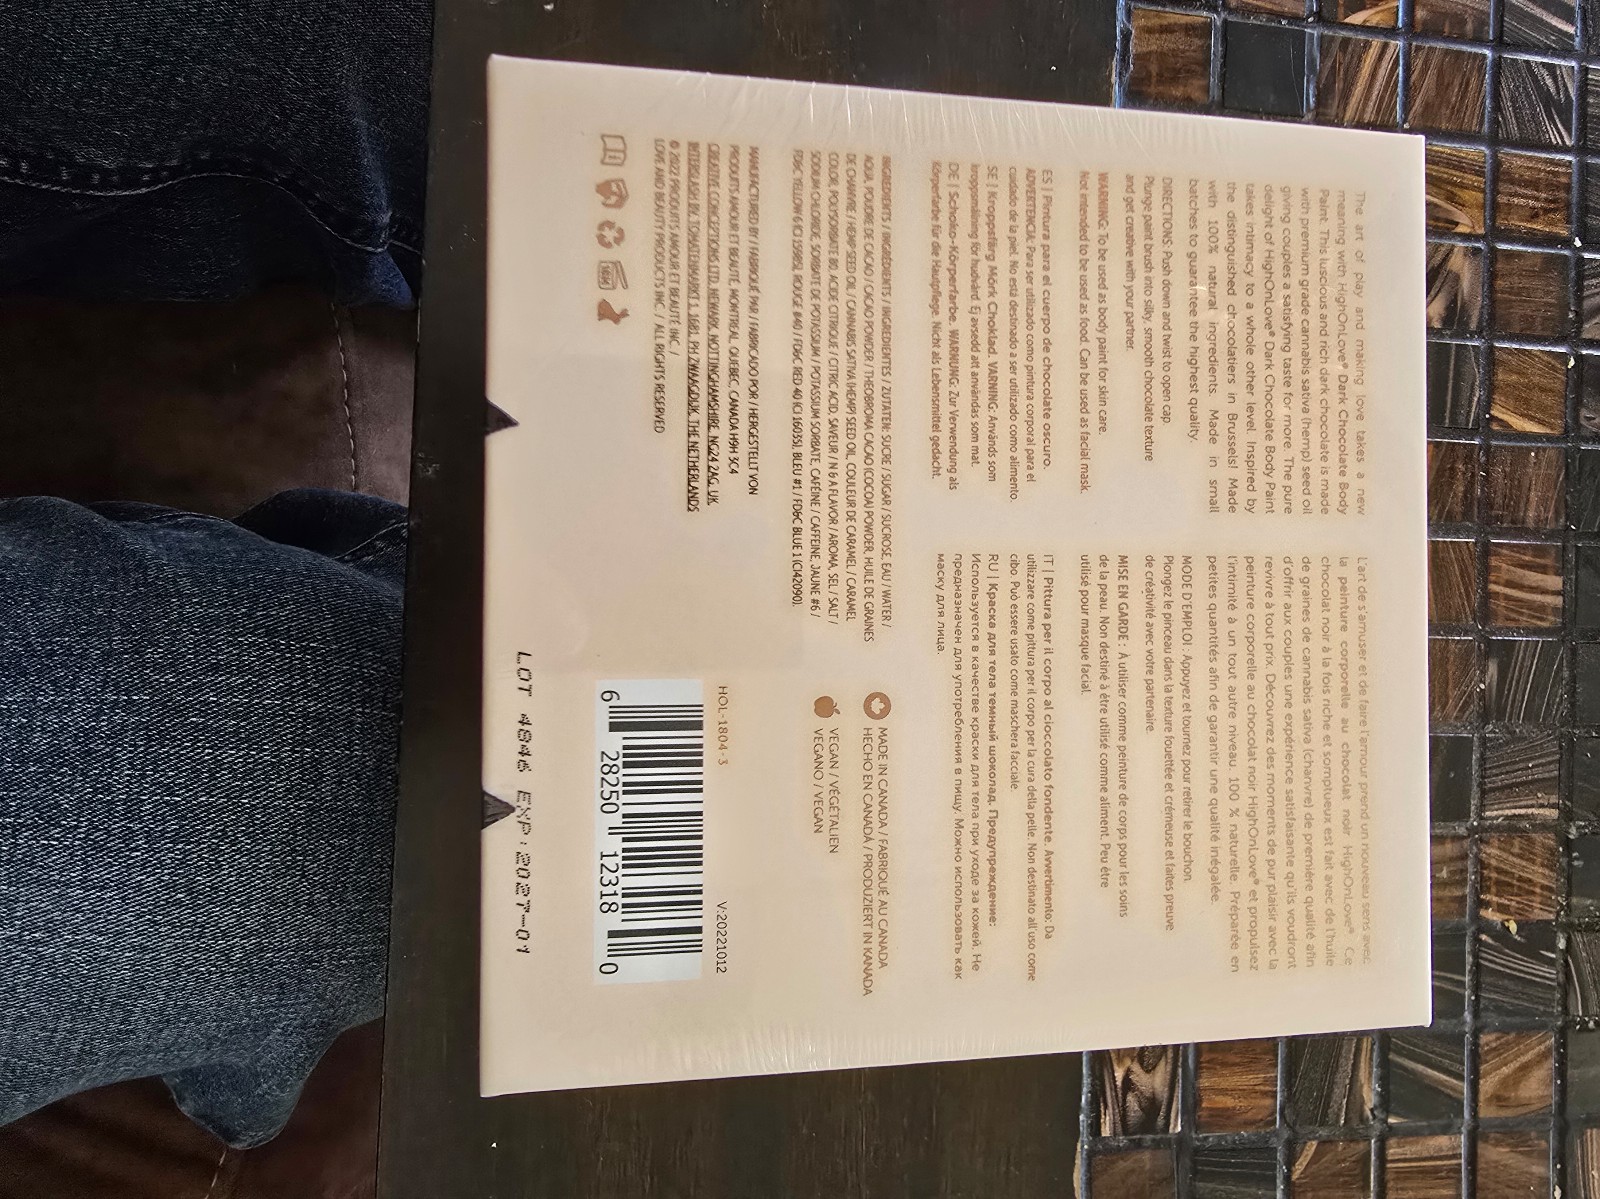 The art of play and making love takes a new
meaning with HighOnLove® Dark Chocolate Body
Paint. This luscious and rich dark chocolate is made
with premium grade cannabis sativa (hemp) seed oil
giving couples a satisfying taste for more. The pure
delight of HighOnLove® Dark Chocolate Body Paint
takes intimacy to a whole other level. Inspired by
the distinguished chocolatiers in Brussels! Made
with 100% natural ingredients. Made in small
batches to guarantee the highest quality.
DIRECTIONS: Push down and twist to open cap.
Plunge paint brush into silky, smooth chocolate texture
and get creative with your partner.
WARNING: To be used as body paint for skin care.
Not intended to be used as food. Can be used as facial mask.
L'art de s'amuser et de faire l'amour prend un nouveau sens avec
la peinture corporelle au chocolat noir HighOnLove®. Ce
chocolat noir à la fois riche et somptueux est fait avec de l'huile
de graines de cannabis sativa (chanvre) de première qualité afin
d'offrir aux couples une expérience satisfaisante qu'ils voudront
revivre à tout prix. Découvrez des moments de pur plaisir avec la
peinture corporelle au chocolat noir HighOnLove® et propulsez
l'intimité à un tout autre niveau. 100 % naturelle. Préparée en
petites quantités afin de garantir une qualité inégalée.
MODE D'EMPLOI : Appuyez et tournez pour retirer le bouchon.
Plongez le pinceau dans la texture fouettée et crémeuse et faites preuve
de créativité avec votre partenaire.
MISE EN GARDE : À utiliser comme peinture de corps pour les soins
de la peau. Non destiné à être utilisé comme aliment. Peu être
utilisé pour masque facial.
ES | Pintura para el cuerpo de chocolate oscuro.
ADVERTENCIA: Para ser utilizado como pintura corporal para el
cuidado de la piel. No está destinado a ser utilizado como alimento.
SE | Kroppsfärg Mörk Choklad. VARNING: Används som
kroppsmålning för hudvård. Ej avsedd att användas som mat.
DE | Schoko-Körperfarbe. WARNUNG: Zur Verwendung als
Körperfarbe für die Hautpflege. Nicht als Lebensmittel gedacht.
IT | Pittura per il corpo al cioccolato fondente. Avvertimento: Da
utilizzare come pittura per il corpo per la cura della pelle. Non destinato all'uso come
cibo. Può essere usato come maschera facciale.
RU | Краска для тела темный шоколад. Предупреждение:
Используется в качестве краски для тела при уходе за кожей. Не
предназначен для употребления в пищу. Можно использовать как
маску для лица.
INGREDIENTS / INGRÉDIENTS / INGREDIENTES / ZUTATEN: SUCRE / SUGAR / SUCROSE, EAU / WATER /
AQUA, POUDRE DE CACAO / CACAO POWDER / THEOBROMA CACAO (COCOA) POWDER, HUILE DE GRAINES
DE CHANVRE / HEMP SEED OIL / CANNABIS SATIVA (HEMP) SEED OIL, COULEUR DE CARAMEL / CARAMEL
COLOR, POLYSORBATE 80, ACIDE CITRIQUE / CITRIC ACID, SAVEUR / N & A FLAVOR / AROMA, SEL / SALT /
SODIUM CHLORIDE, SORBATE DE POTASSIUM / POTASSIUM SORBATE, CAFÉINE / CAFFEINE, JAUNE #6 /
FD&C YELLOW 6 (CI 15985), ROUGE #40 / FD&C RED 40 (CI 16035), BLEU #1 / FD&C BLUE 1 (CI42090).
MANUFACTURED BY / FABRIQUÉ PAR / FABRICADO POR / HERGESTELLT VON
PRODUITS AMOUR ET BEAUTÉ, MONTREAL, QUEBEC, CANADA H9H 3C4
CREATIVE CONCEPTIONS LTD, NEWARK, NOTTINGHAMSHIRE, NG24 2AG, UK.
INTERSLASH BV, TOMATENMARKT 1, 1681 PH ZWAAGDIJK, THE NETHERLANDS
© 2022 PRODUITS AMOUR ET BEAUTÉ INC. /
LOVE AND BEAUTY PRODUCTS INC. / ALL RIGHTS RESERVED
MADE IN CANADA / FABRIQUÉ AU CANADA
HECHO EN CANADÁ / PRODUZIERT IN KANADA
VEGAN / VÉGÉTALIEN
VEGANO / VEGAN
HOL-1804-3 V:20221012
6 28250 12318 0
LOT 4846 EXP:2027-01